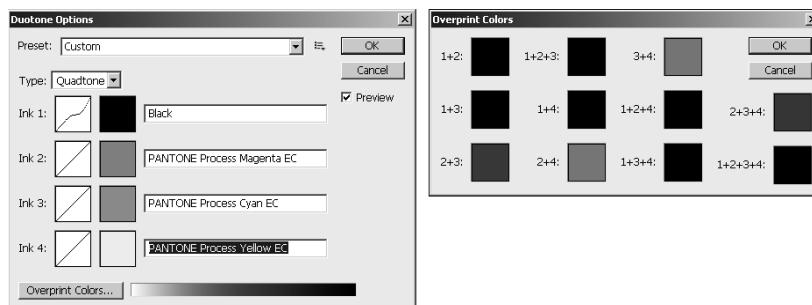 Duotone Options
Preset: Custom
OK
Cancel
Type: Quadtone
Preview
Ink 1: Black
Ink 2: PANTONE Process Magenta EC
Ink 3: PANTONE Process Cyan EC
Ink 4: PANTONE Process Yellow EC
Overprint Colors...
Overprint Colors
1+2: 1+2+3: 3+4: OK
Cancel
1+3: 1+4: 1+2+4: 2+3+4:
2+3: 2+4: 1+3+4: 1+2+3+4: